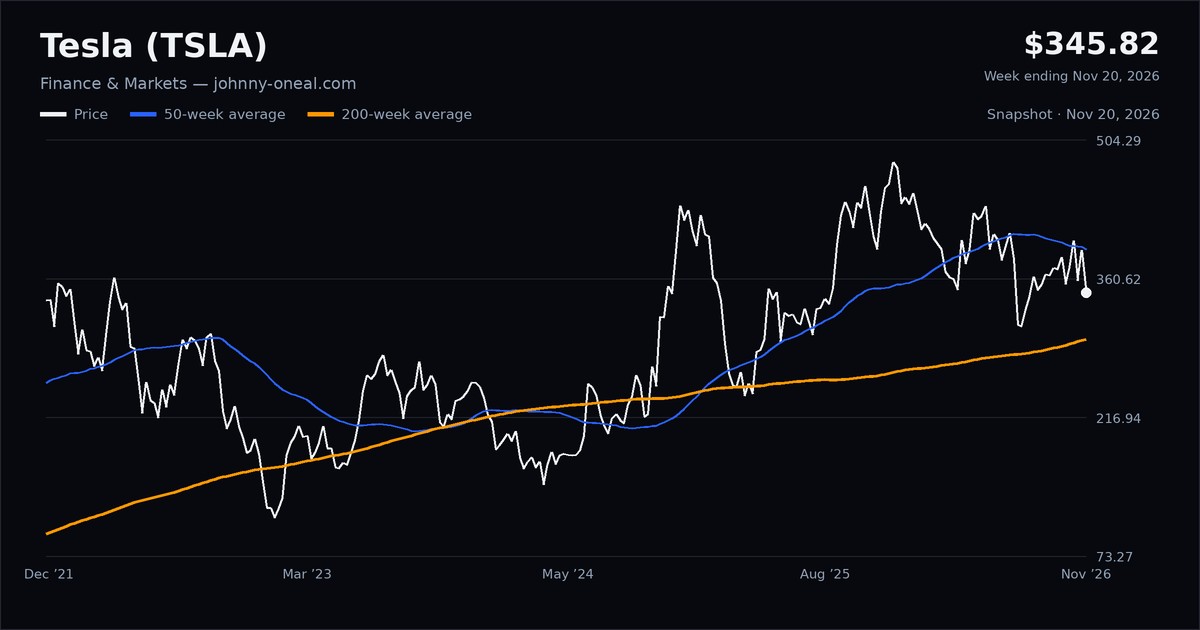 Tesla (TSLA)
$345.82
Finance & Markets — johnny-oneal.com
Week ending Nov 20, 2026
Price
50-week average
200-week average
Snapshot · Nov 20, 2026
504.29
360.62
216.94
73.27
Dec ’21
Mar ’23
May ’24
Aug ’25
Nov ’26